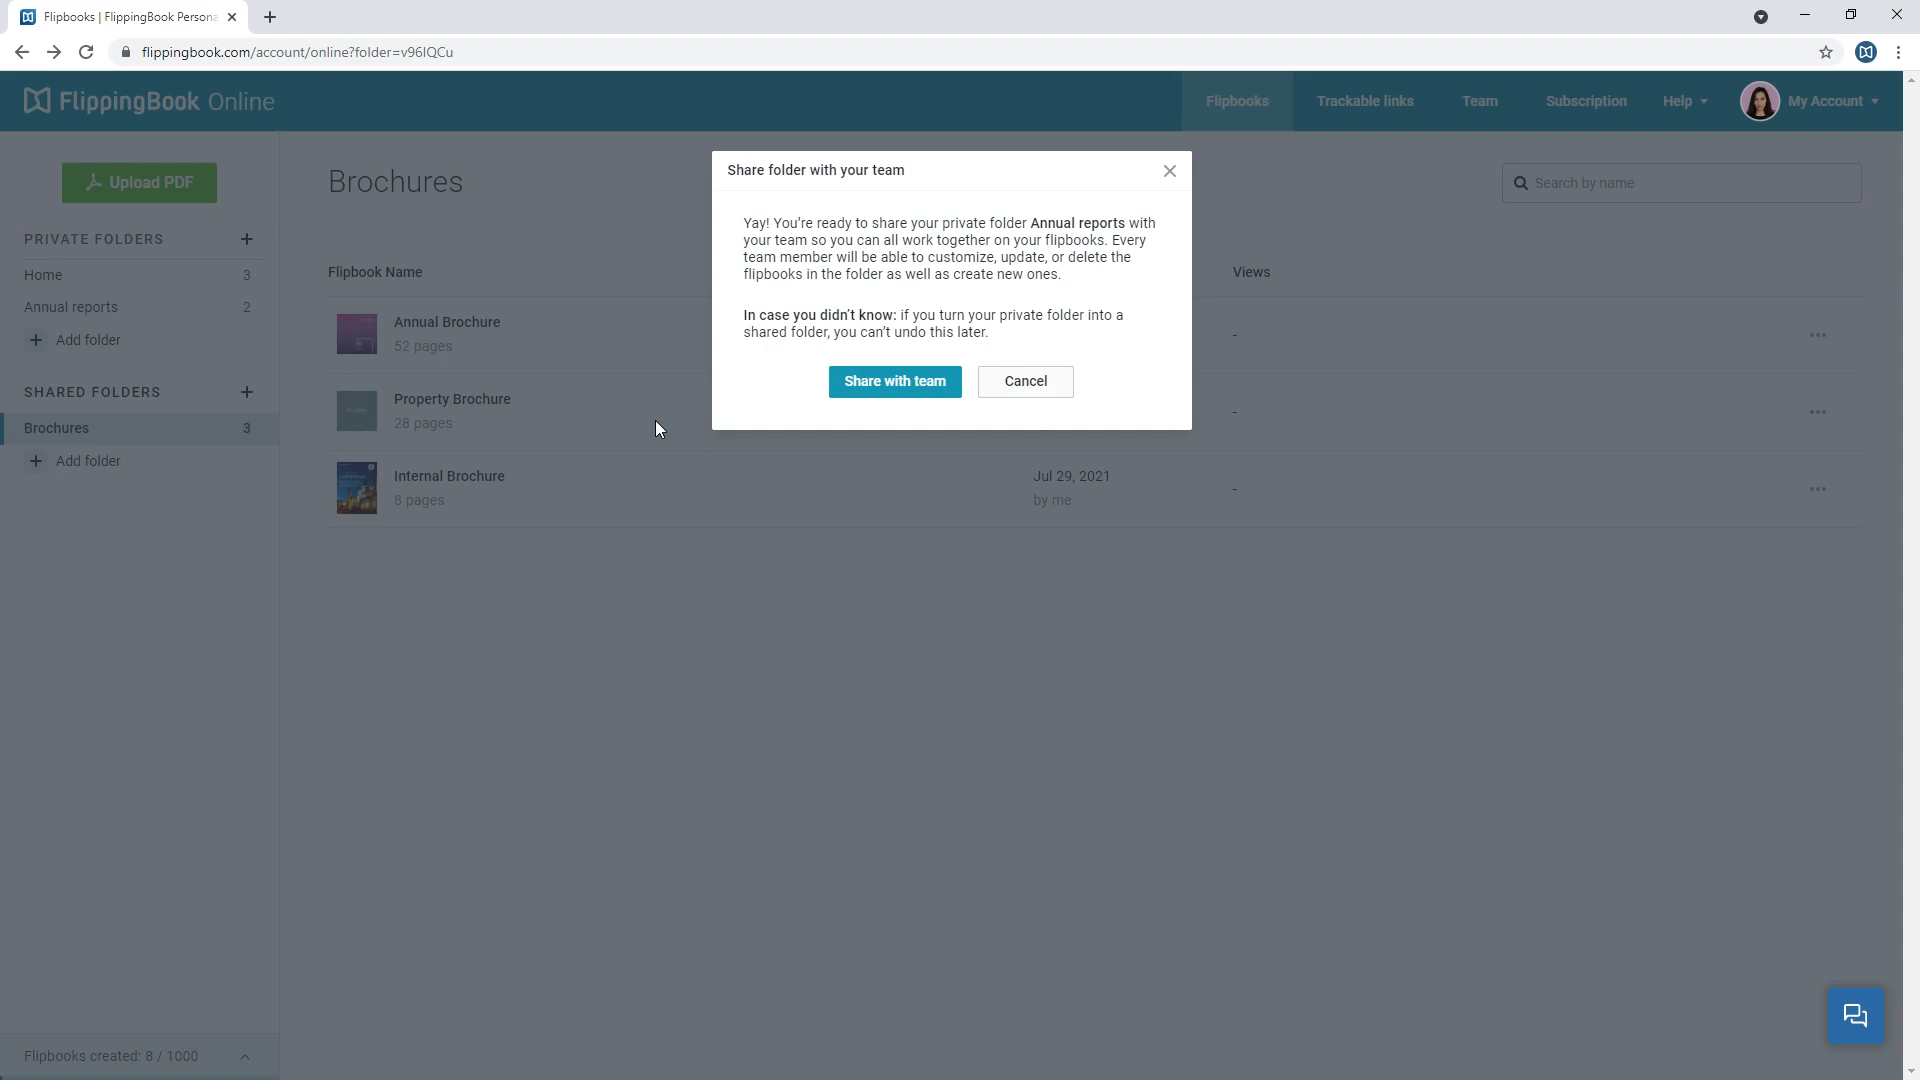 Flipbooks | FlippingBook Persona
flippingbook.com/account/online?folder=v96IQCu
FlippingBook Online
Flipbooks
Trackable links
Team
Subscription
Help
My Account
Upload PDF
PRIVATE FOLDERS
Home 3
Annual reports 2
Add folder
SHARED FOLDERS
Brochures 3
Add folder
Flipbooks created: 8 / 1000
Brochures
Search by name
Flipbook Name
Views
Annual Brochure
52 pages
-
Property Brochure
28 pages
-
Internal Brochure
8 pages
Jul 29, 2021
by me
-
Share folder with your team
Yay! You're ready to share your private folder Annual reports with
your team so you can all work together on your flipbooks. Every
team member will be able to customize, update, or delete the
flipbooks in the folder as well as create new ones.
In case you didn't know: if you turn your private folder into a
shared folder, you can't undo this later.
Share with team
Cancel